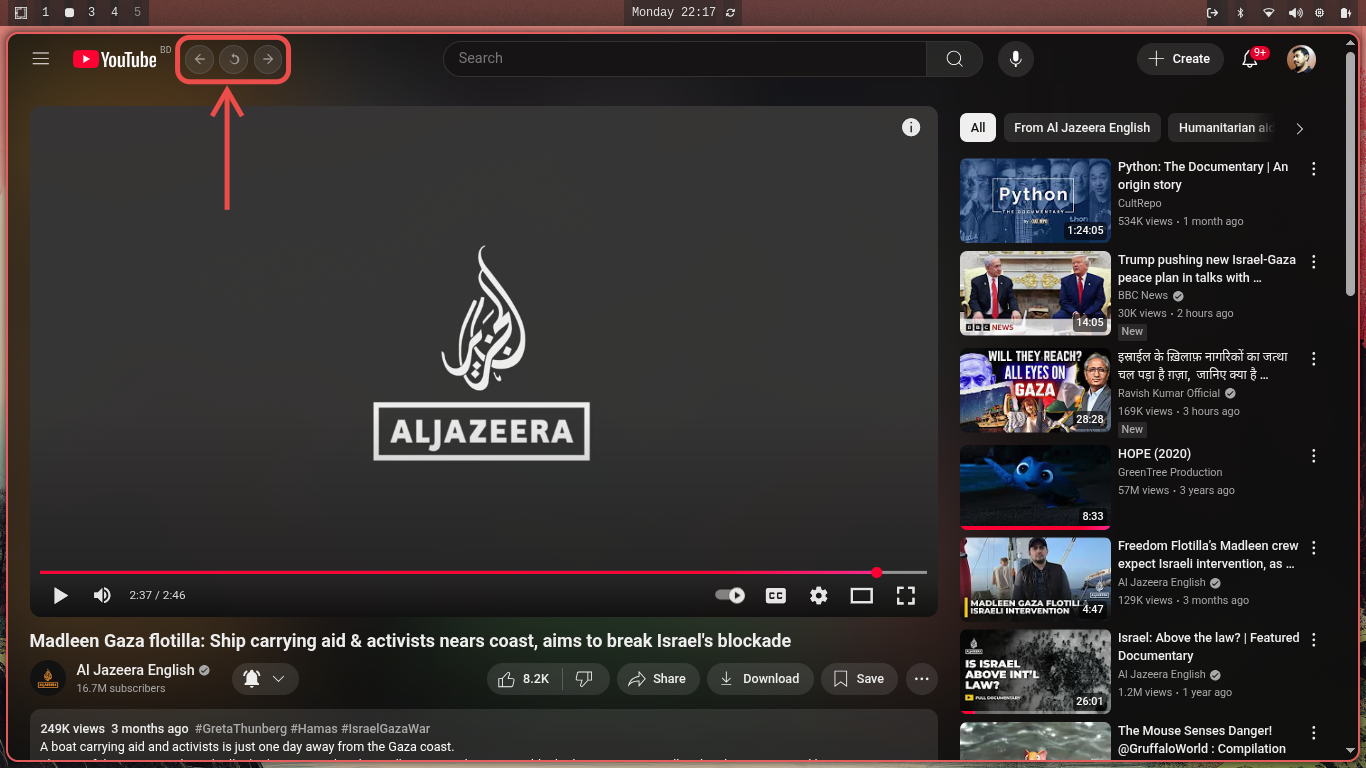 1
3
4
5
Monday 22:17
YouTube
BD
Search
Create
9+
الجزيرة
ALJAZEERA
2:37 / 2:46
CC
Madleen Gaza flotilla: Ship carrying aid & activists nears coast, aims to break Israel's blockade
Al Jazeera English
16.7M subscribers
8.2K
Share
Download
Save
249K views 3 months ago #GretaThunberg #Hamas #IsraelGazaWar
A boat carrying aid and activists is just one day away from the Gaza coast.
All
From Al Jazeera English
Humanitarian aid
Python
THE DOCUMENTARY
1:24:05
Python: The Documentary | An
origin story
CultRepo
534K views • 1 month ago
BBC NEWS
14:05
Trump pushing new Israel-Gaza
peace plan in talks with ...
BBC News
30K views • 2 hours ago
New
WILL THEY REACH?
ALL EYES ON
GAZA
28:28
इस्राईल के ख़िलाफ़ नागरिकों का जत्था
चल पड़ा है ग़ज़ा, जानिए क्या है ...
Ravish Kumar Official
169K views • 3 hours ago
New
8:33
HOPE (2020)
GreenTree Production
57M views • 3 years ago
MADLEEN GAZA FLOTILLA
ISRAELI INTERVENTION
4:47
Freedom Flotilla's Madleen crew
expect Israeli intervention, as ...
Al Jazeera English
129K views • 3 months ago
IS ISRAEL
ABOVE INT'L
LAW?
FULL DOCUMENTARY
26:01
Israel: Above the law? | Featured
Documentary
Al Jazeera English
1.2M views • 1 year ago
The Mouse Senses Danger!
@GruffaloWorld : Compilation